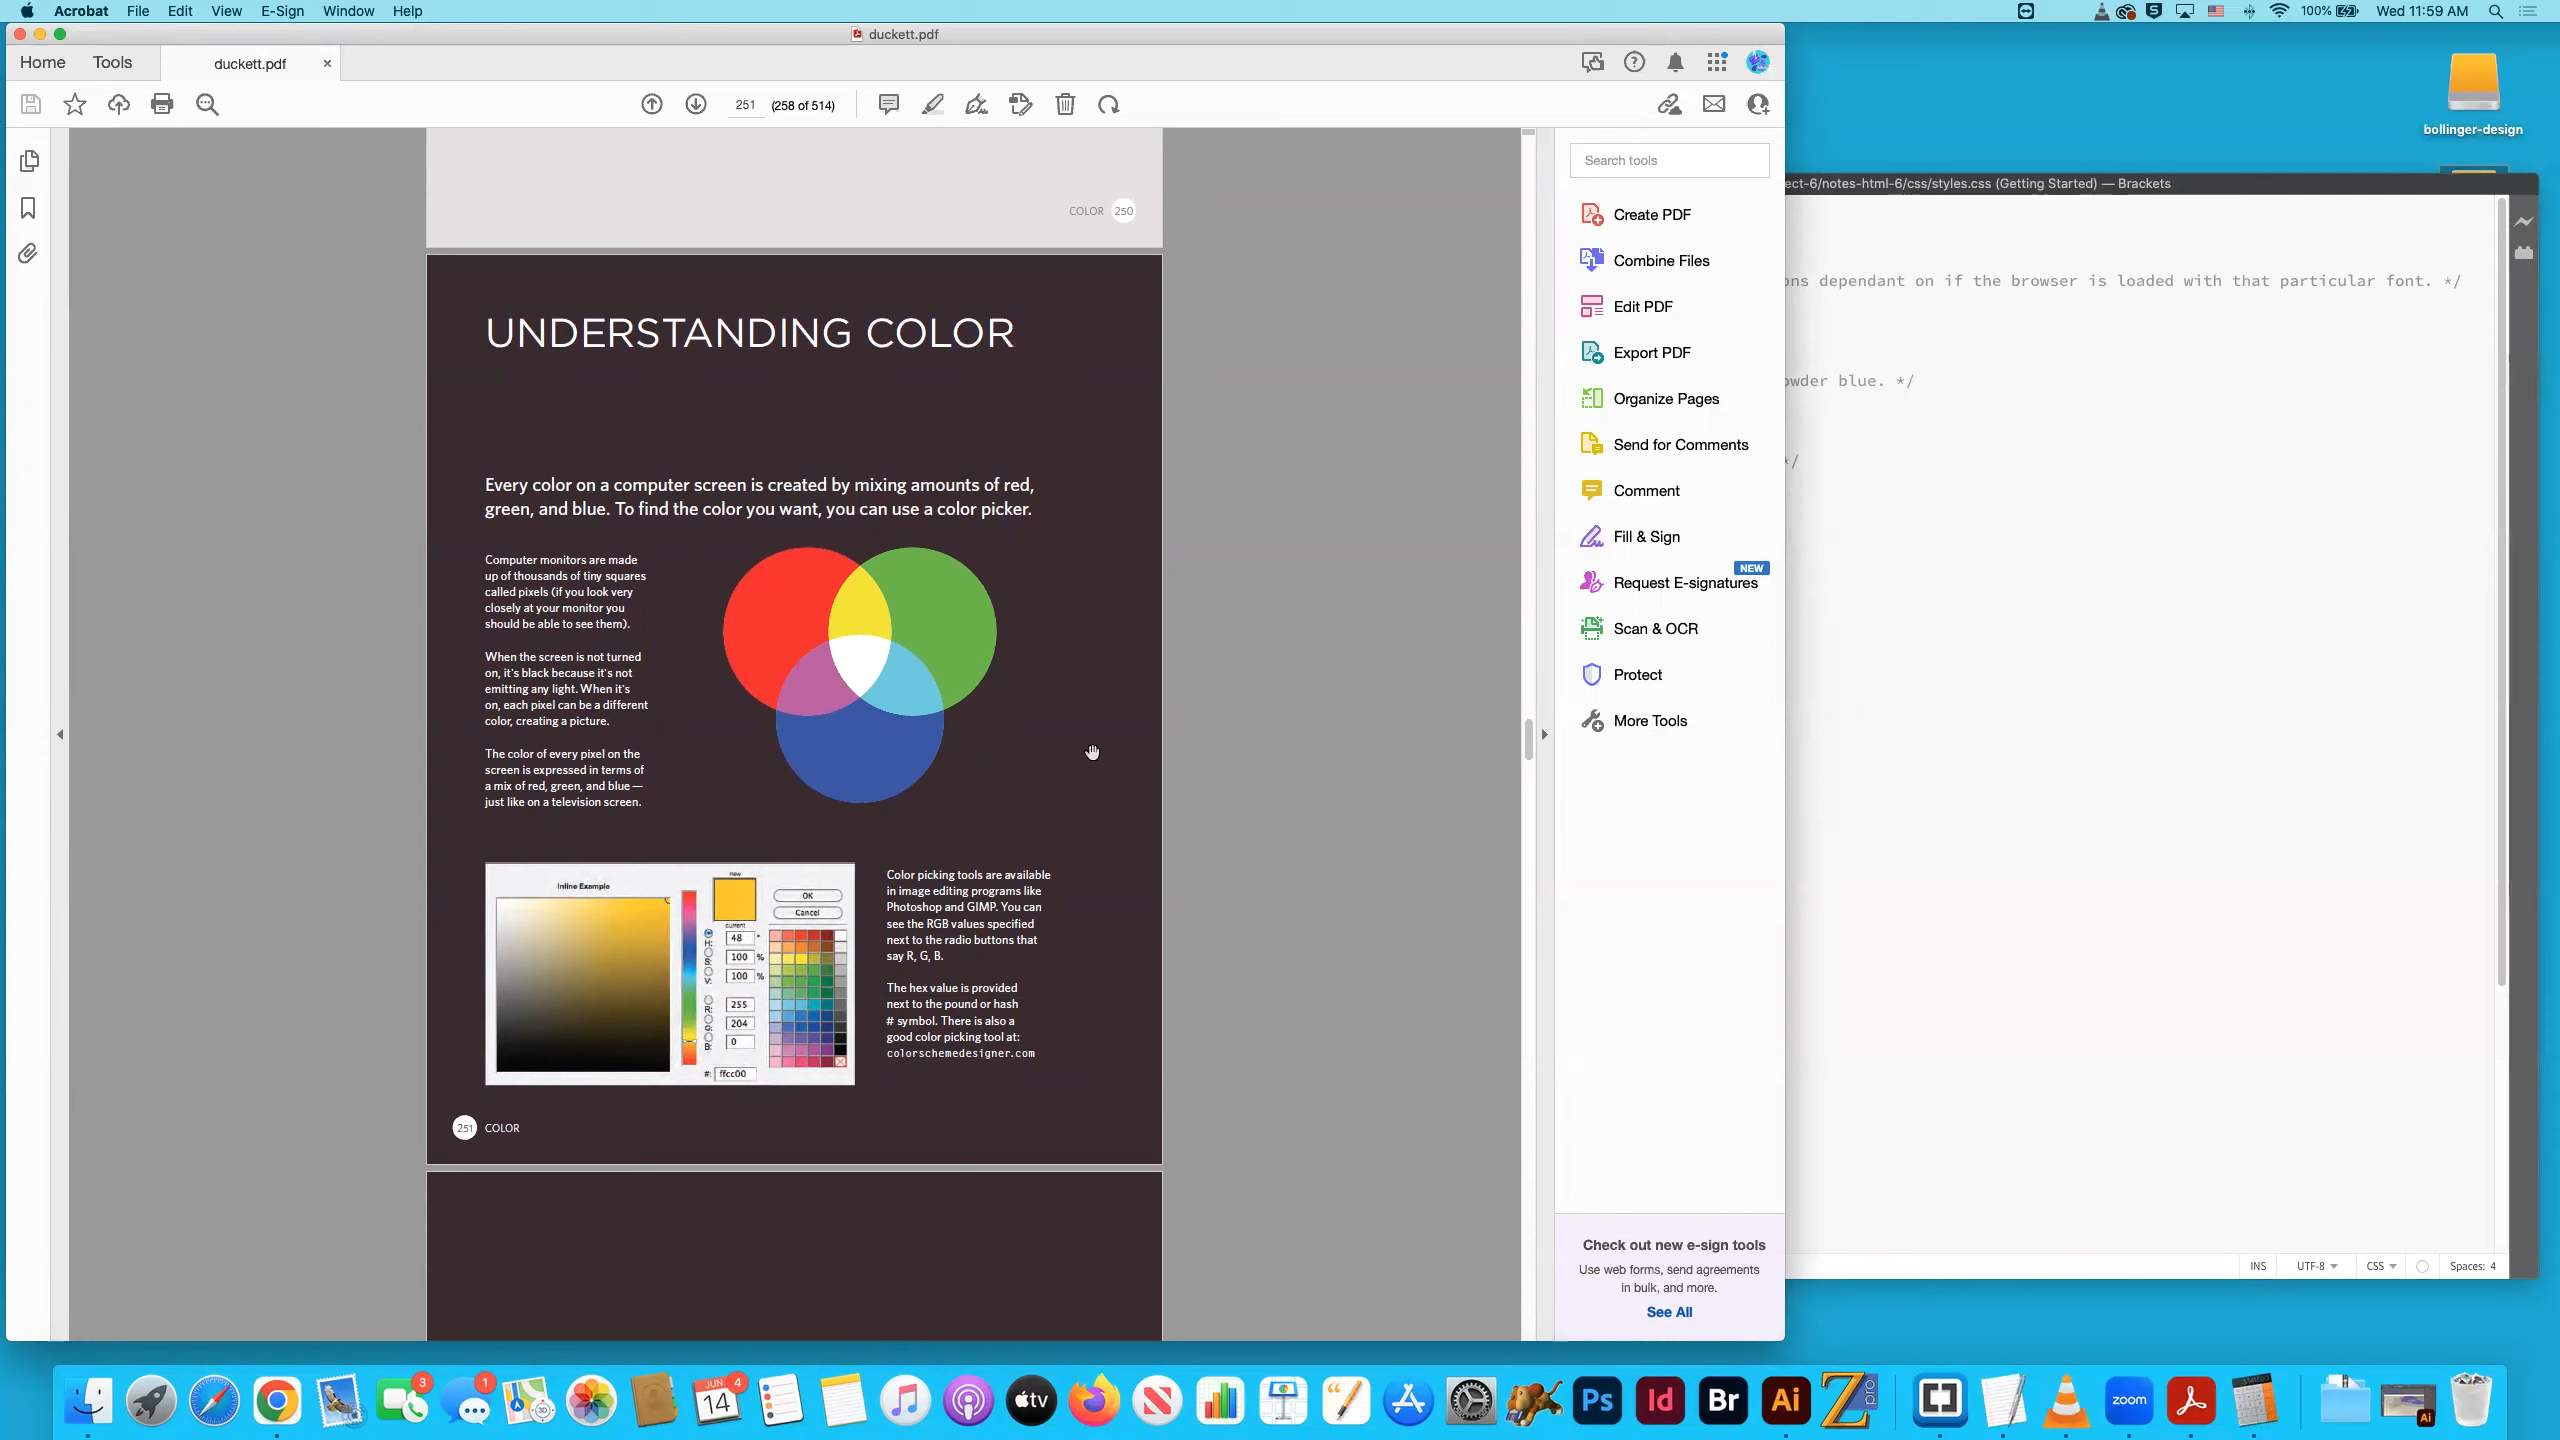 Acrobat File Edit View E-Sign Window Help
100% Wed 11:59 AM
duckett.pdf
Home Tools duckett.pdf ×
251 (258 of 514)
COLOR 250
UNDERSTANDING COLOR
Every color on a computer screen is created by mixing amounts of red,
green, and blue. To find the color you want, you can use a color picker.
Computer monitors are made
up of thousands of tiny squares
called pixels (if you look very
closely at your monitor you
should be able to see them).
When the screen is not turned
on, it's black because it's not
emitting any light. When it's
on, each pixel can be a different
color, creating a picture.
The color of every pixel on the
screen is expressed in terms of
a mix of red, green, and blue —
just like on a television screen.
Inline Example
new
current
OK
Cancel
H: 48 °
S: 100 %
V: 100 %
R: 255
G: 204
B: 0
#: ffcc00
Color picking tools are available
in image editing programs like
Photoshop and GIMP. You can
see the RGB values specified
next to the radio buttons that
say R, G, B.
The hex value is provided
next to the pound or hash
# symbol. There is also a
good color picking tool at:
colorschemedesigner.com
251 COLOR
Search tools
Create PDF
Combine Files
Edit PDF
Export PDF
Organize Pages
Send for Comments
Comment
Fill & Sign
NEW
Request E-signatures
Scan & OCR
Protect
More Tools
Check out new e-sign tools
Use web forms, send agreements
in bulk, and more.
See All
bollinger-design
ect-6/notes-html-6/css/styles.css (Getting Started) — Brackets
ons dependant on if the browser is loaded with that particular font. */
owder blue. */
*/
INS UTF-8 CSS Spaces: 4
3
1
3D
JUN
14
4
tv
Ps
Id
Br
Ai
Z pro
zoom
Ai